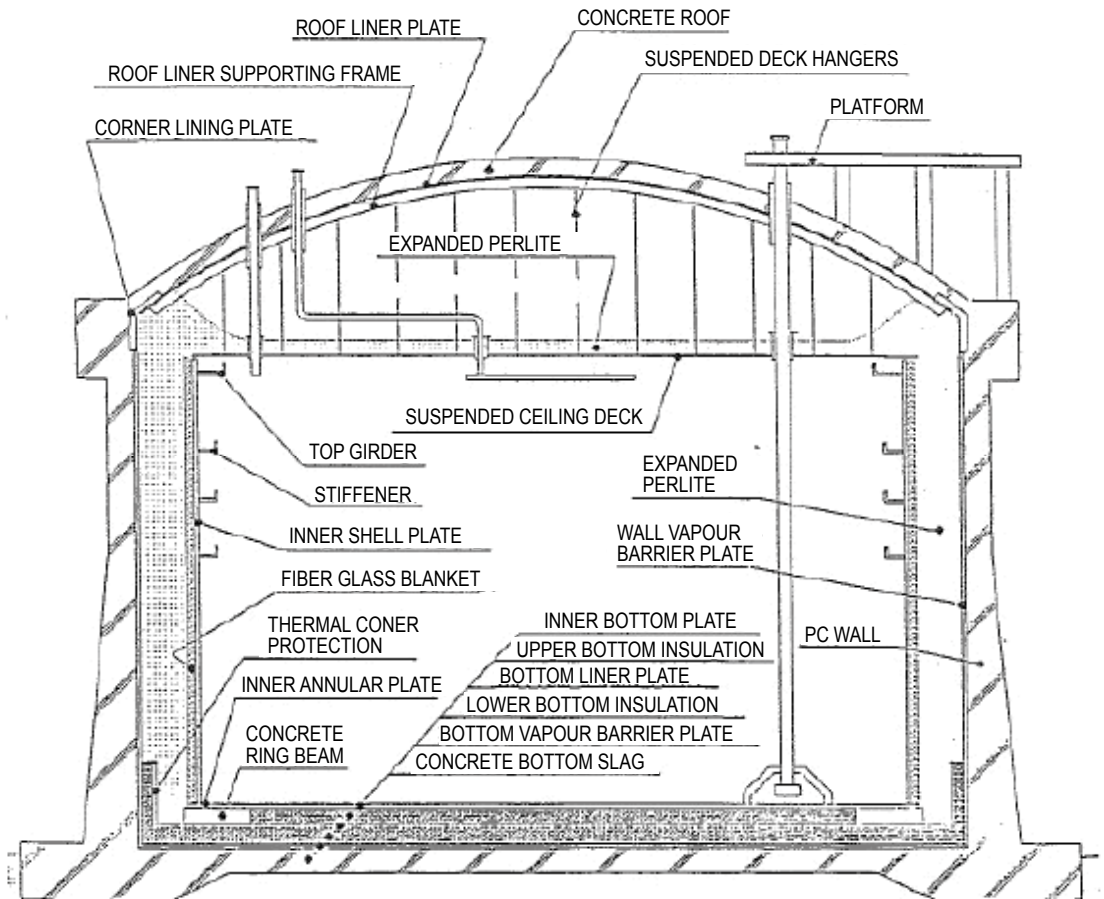 CONCRETE ROOF
ROOF LINER PLATE
SUSPENDED DECK HANGERS
ROOF LINER SUPPORTING FRAME
PLATFORM
CORNER LINING PLATE
EXPANDED PERLITE
SUSPENDED CEILING DECK
TOP GIRDER
STIFFENER
INNER SHELL PLATE
FIBER GLASS BLANKET
THERMAL CONER
PROTECTION
INNER ANNULAR PLATE
CONCRETE
RING BEAM
EXPANDED
PERLITE
WALL VAPOUR
BARRIER PLATE
PC WALL
INNER BOTTOM PLATE
UPPER BOTTOM INSULATION
BOTTOM LINER PLATE
LOWER BOTTOM INSULATION
BOTTOM VAPOUR BARRIER PLATE
CONCRETE BOTTOM SLAG